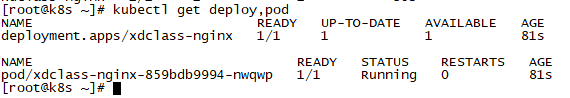 [root@k8s ~]# kubectl get deploy,pod
NAME                            READY   UP-TO-DATE   AVAILABLE   AGE
deployment.apps/xdclass-nginx   1/1     1            1           81s
NAME                                 READY   STATUS    RESTARTS   AGE
pod/xdclass-nginx-859bdb9994-nwqwp   1/1     Running   0          81s
[root@k8s ~]#